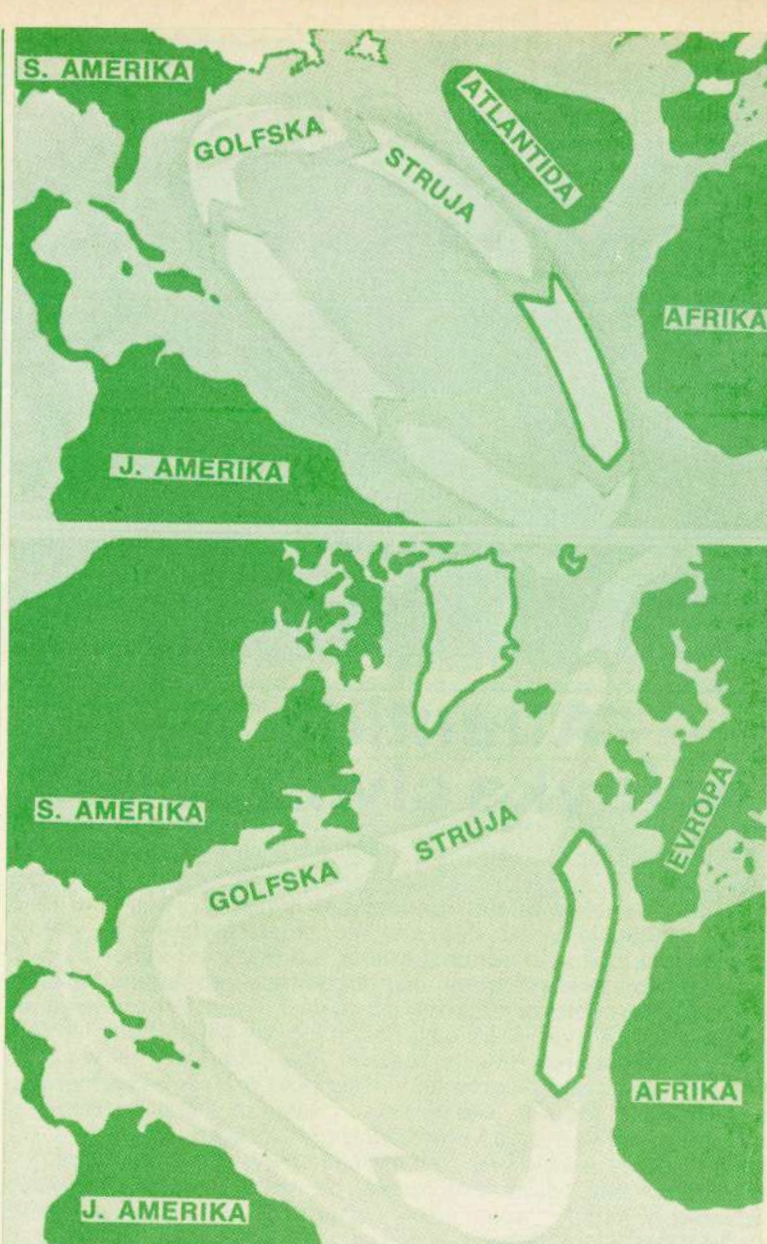 S. AMERIKA
GOLFSKA
STRUJA
ATLANTIDA
AFRIKA
J. AMERIKA
S. AMERIKA
GOLFSKA
STRUJA
EVROPA
AFRIKA
J. AMERIKA